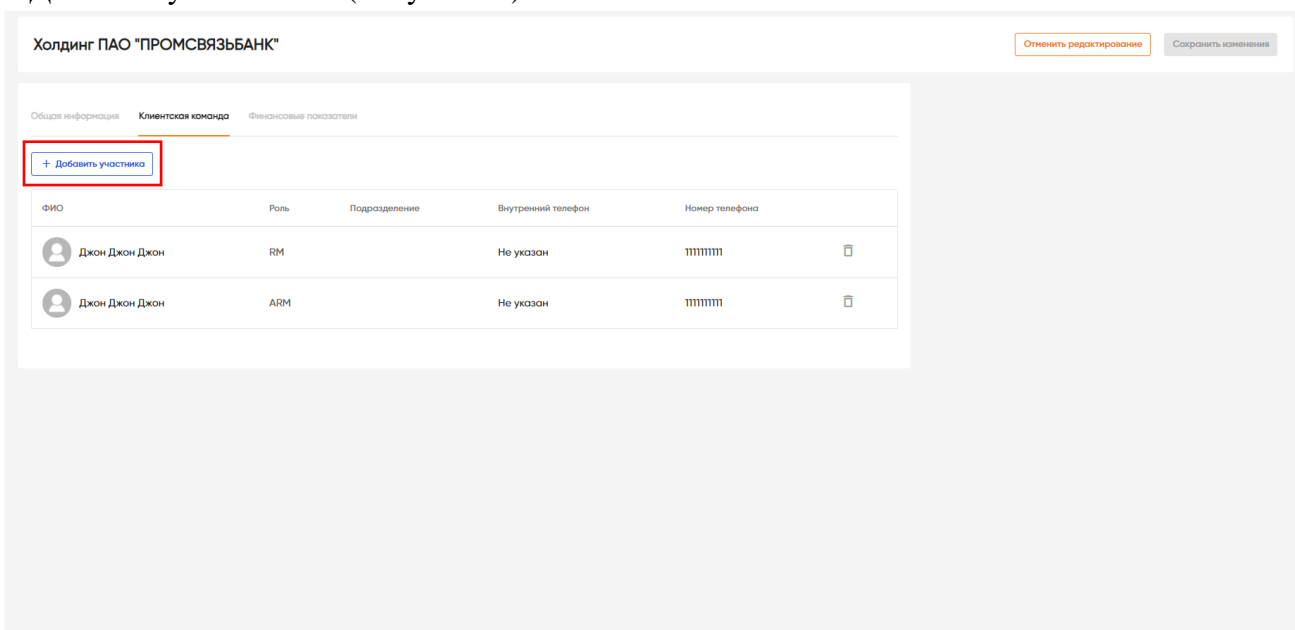 Холдинг ПАО "ПРОМСВЯЗЬБАНК"
Отменить редактирование
Сохранить изменения
Общая информация Клиентская команда Финансовые показатели
+ Добавить участника
ФИО Роль Подразделение Внутренний телефон Номер телефона
Джон Джон Джон RM Не указан 1111111111
Джон Джон Джон ARM Не указан 1111111111